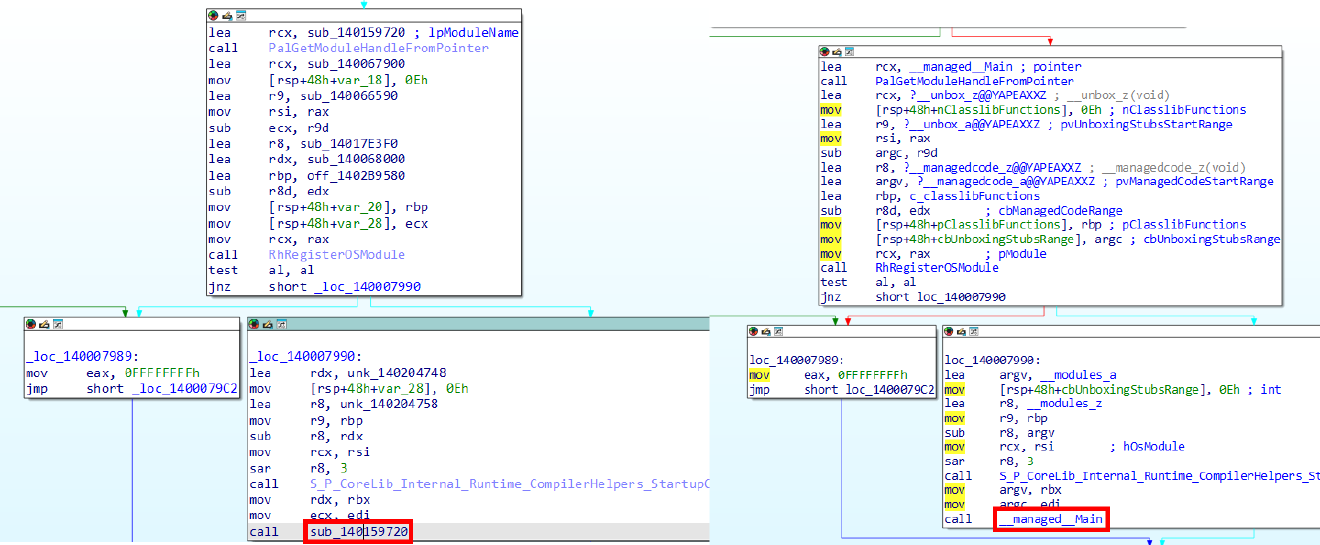 lea rcx, sub_140159720 ; lpModuleName
call PalGetModuleHandleFromPointer
lea rcx, sub_140067900
mov [rsp+48h+var_18], 0Eh
lea r9, sub_140066590
mov rsi, rax
sub ecx, r9d
lea r8, sub_14017E3F0
lea rdx, sub_140068000
lea rbp, off_1402B9580
sub r8d, edx
mov [rsp+48h+var_20], rbp
mov [rsp+48h+var_28], ecx
mov rcx, rax
call RhRegisterOSModule
test al, al
jnz short _loc_140007990
_loc_140007989:
mov eax, 0FFFFFFFFh
jmp short _loc_1400079C2
_loc_140007990:
lea rdx, unk_140204748
mov [rsp+48h+var_28], 0Eh
lea r8, unk_140204758
mov r9, rbp
sub r8, rdx
mov rcx, rsi
sar r8, 3
call S_P_CoreLib_Internal_Runtime_CompilerHelpers_StartupC
mov rdx, rbx
mov ecx, edi
call sub_140159720
lea rcx, __managed__Main ; pointer
call PalGetModuleHandleFromPointer
lea rcx, ?__unbox_z@@YAPEAXXZ ; __unbox_z(void)
mov [rsp+48h+nClasslibFunctions], 0Eh ; nClasslibFunctions
lea r9, ?__unbox_a@@YAPEAXXZ ; pvUnboxingStubsStartRange
mov rsi, rax
sub argc, r9d
lea r8, ?__managedcode_z@@YAPEAXXZ ; __managedcode_z(void)
lea argv, ?__managedcode_a@@YAPEAXXZ ; pvManagedCodeStartRange
lea rbp, c_classlibFunctions
sub r8d, edx ; cbManagedCodeRange
mov [rsp+48h+pClasslibFunctions], rbp ; pClasslibFunctions
mov [rsp+48h+cbUnboxingStubsRange], argc ; cbUnboxingStubsRange
mov rcx, rax ; pModule
call RhRegisterOSModule
test al, al
jnz short loc_140007990
loc_140007989:
mov eax, 0FFFFFFFFh
jmp short loc_1400079C2
loc_140007990:
lea argv, __modules_a
mov [rsp+48h+cbUnboxingStubsRange], 0Eh ; int
lea r8, __modules_z
mov r9, rbp
sub r8, argv
mov rcx, rsi ; hOsModule
sar r8, 3
call S_P_CoreLib_Internal_Runtime_CompilerHelpers_St
mov argv, rbx
mov argc, edi
call __managed__Main